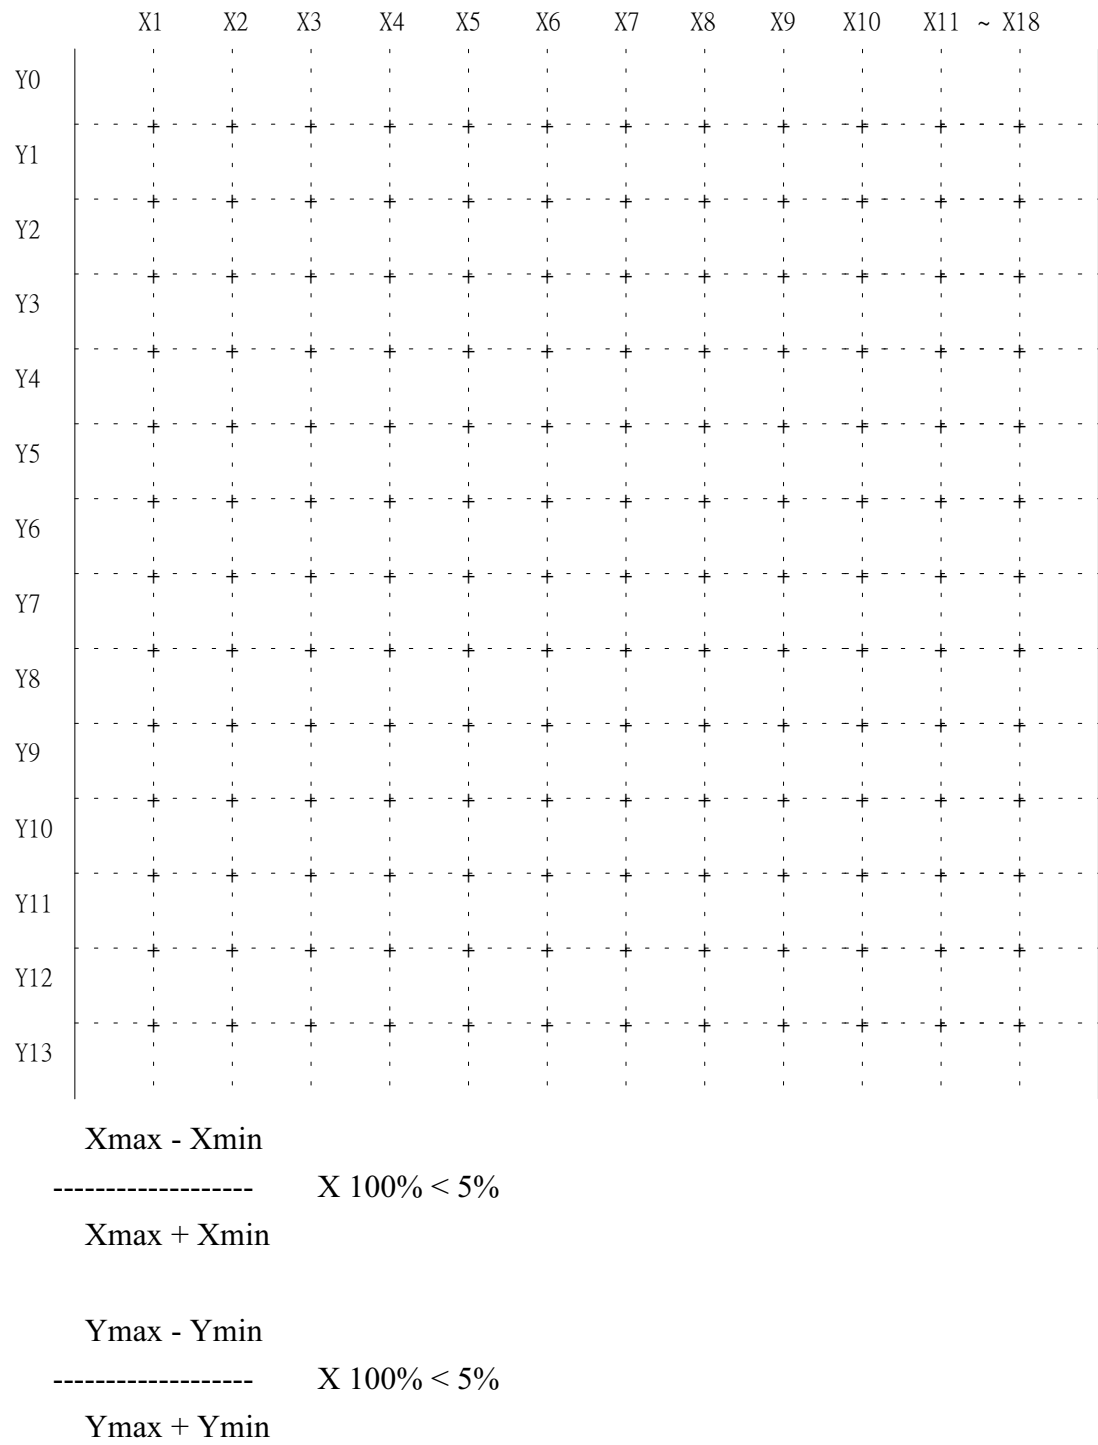 X1 X2 X3 X4 X5 X6 X7 X8 X9 X10 X11 ~ X18
Y0
Y1
Y2
Y3
Y4
Y5
Y6
Y7
Y8
Y9
Y10
Y11
Y12
Y13
Xmax - Xmin
------------------- X 100% < 5%
Xmax + Xmin
Ymax - Ymin
------------------- X 100% < 5%
Ymax + Ymin